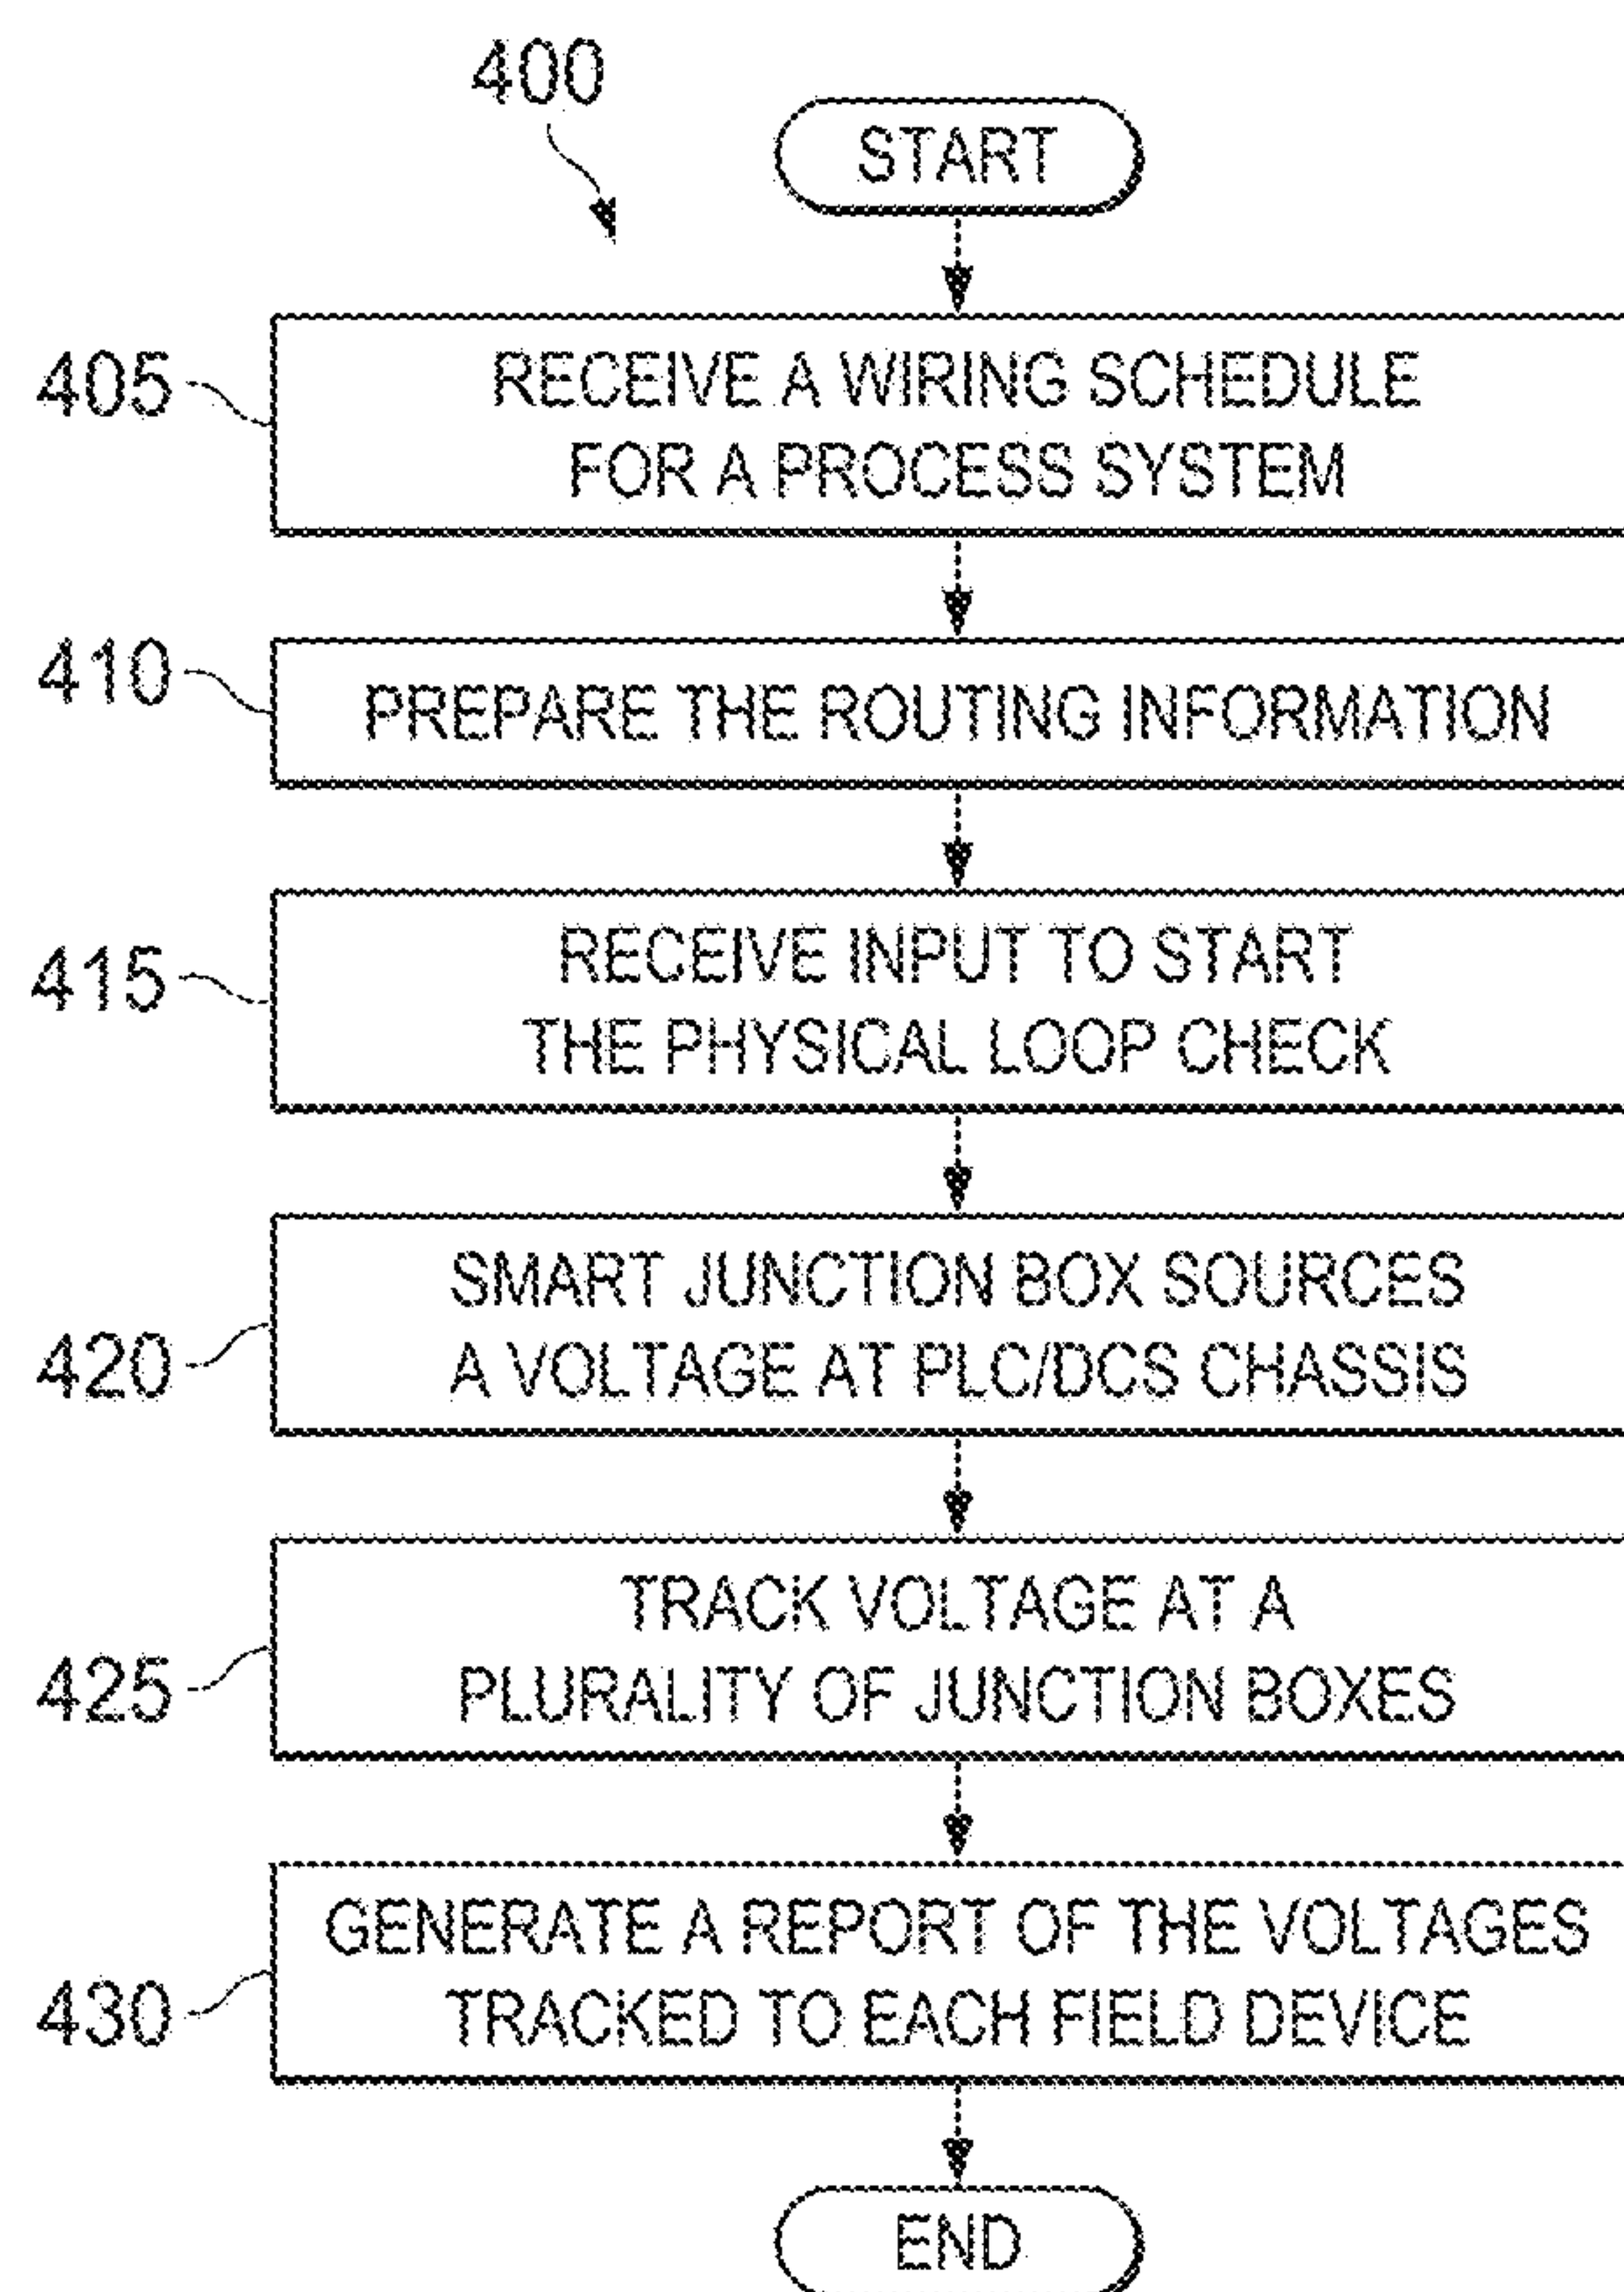 400
START
405
RECEIVE A WIRING SCHEDULE
FOR A PROCESS SYSTEM
410
PREPARE THE ROUTING INFORMATION
415
RECEIVE INPUT TO START
THE PHYSICAL LOOP CHECK
420
SMART JUNCTION BOX SOURCES
A VOLTAGE AT PLC/DCS CHASSIS
425
TRACK VOLTAGE AT A
PLURALITY OF JUNCTION BOXES
430
GENERATE A REPORT OF THE VOLTAGES
TRACKED TO EACH FIELD DEVICE
END